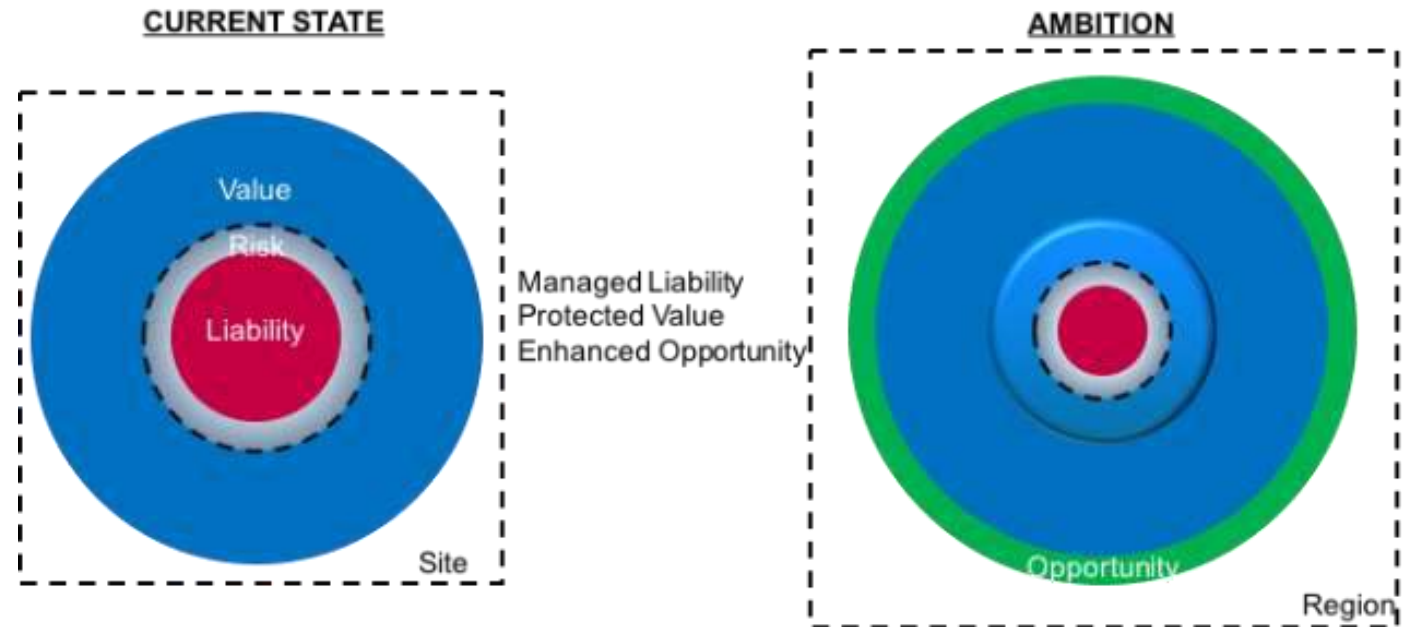 CURRENT STATE
AMBITION
Value
Risk
Liability
Managed Liability
Protected Value
Enhanced Opportunity
Site
Opportunity
Region